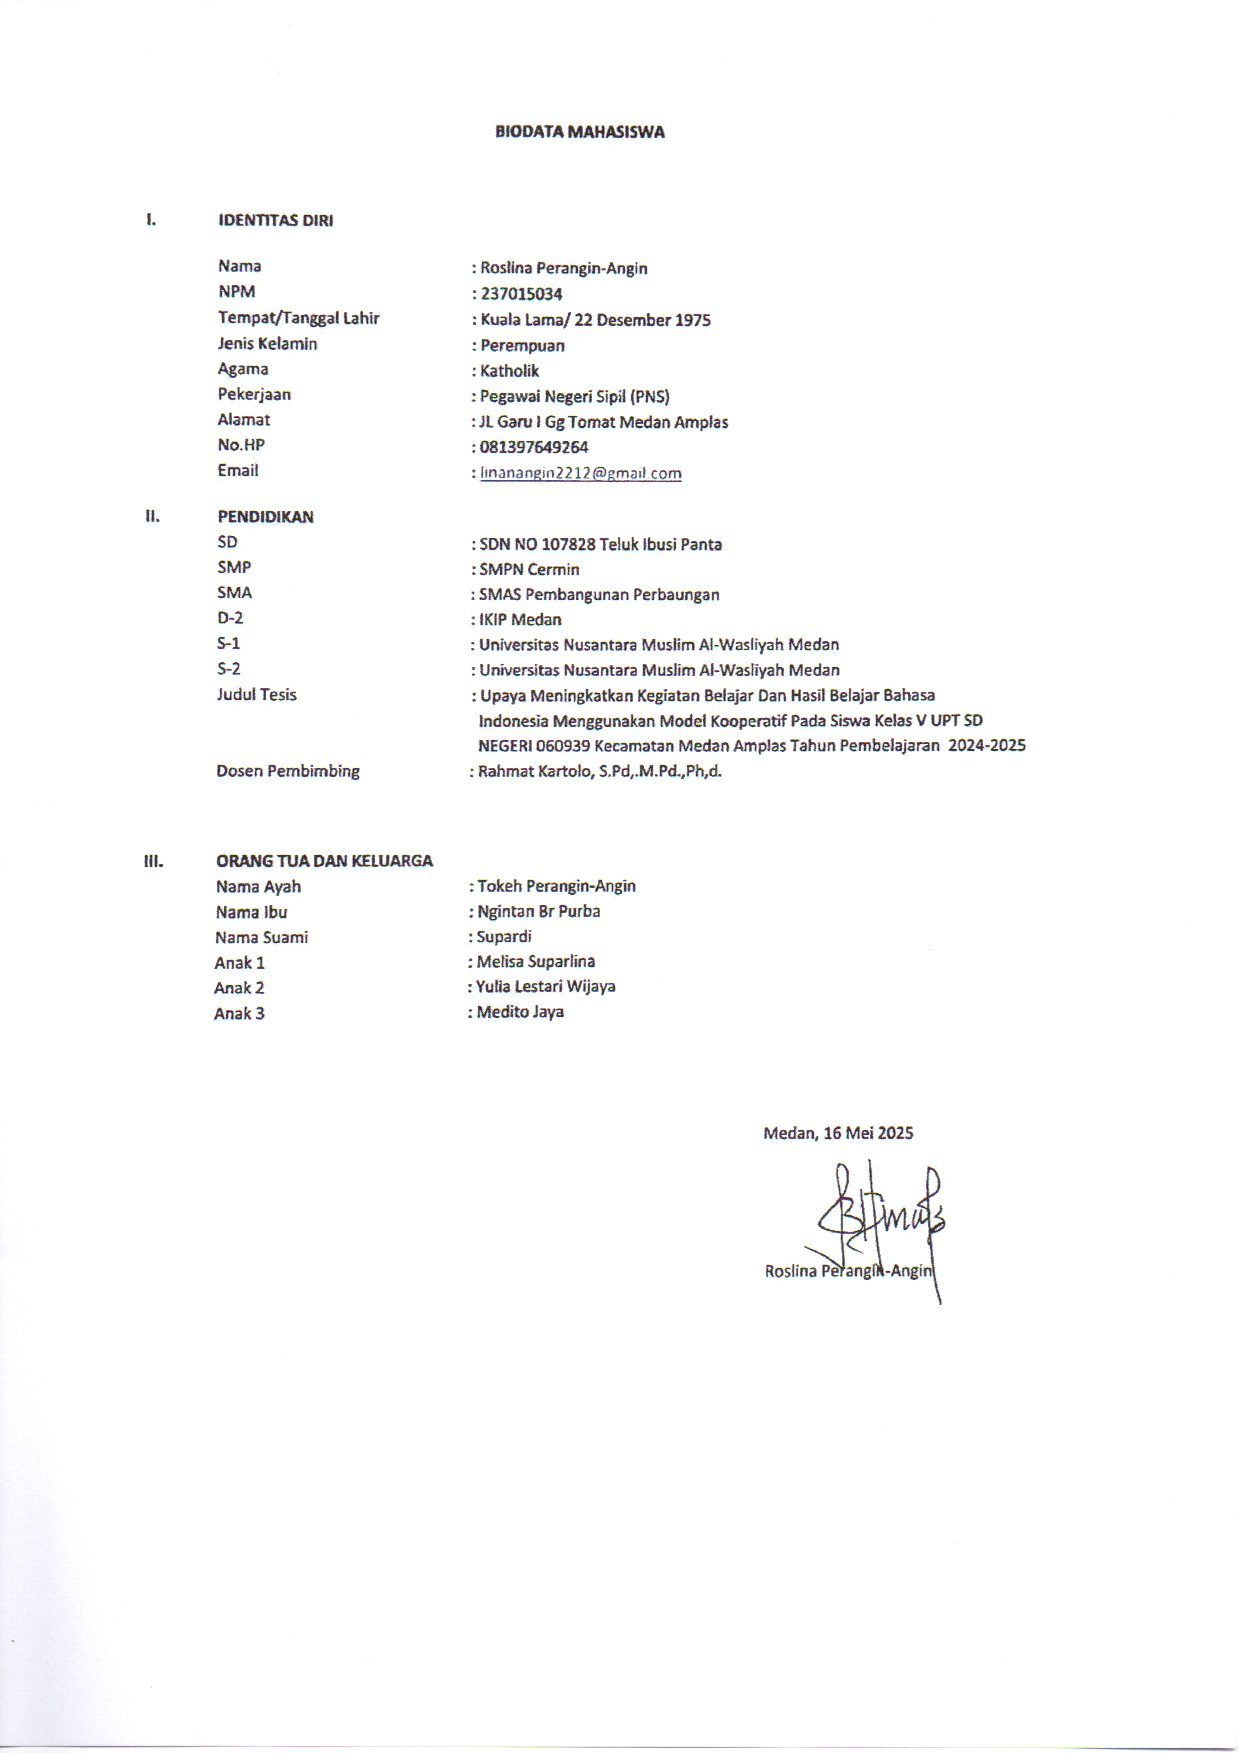 BIODATA MAHASISWA
I. IDENTITAS DIRI
Nama : Roslina Perangin-Angin
NPM : 237015034
Tempat/Tanggal Lahir : Kuala Lama/ 22 Desember 1975
Jenis Kelamin : Perempuan
Agama : Katholik
Pekerjaan : Pegawai Negeri Sipil (PNS)
Alamat : JL Garu I Gg Tomat Medan Amplas
No.HP : 081397649264
Email : linanangin2212@gmail.com
II. PENDIDIKAN
SD : SDN NO 107828 Teluk Ibusi Panta
SMP : SMPN Cermin
SMA : SMAS Pembangunan Perbaungan
D-2 : IKIP Medan
S-1 : Universitas Nusantara Muslim Al-Wasliyah Medan
S-2 : Universitas Nusantara Muslim Al-Wasliyah Medan
Judul Tesis : Upaya Meningkatkan Kegiatan Belajar Dan Hasil Belajar Bahasa
Indonesia Menggunakan Model Kooperatif Pada Siswa Kelas V UPT SD
NEGERI 060939 Kecamatan Medan Amplas Tahun Pembelajaran 2024-2025
Dosen Pembimbing : Rahmat Kartolo, S.Pd,.M.Pd.,Ph,d.
III. ORANG TUA DAN KELUARGA
Nama Ayah : Tokeh Perangin-Angin
Nama Ibu : Ngintan Br Purba
Nama Suami : Supardi
Anak 1 : Melisa Suparlina
Anak 2 : Yulia Lestari Wijaya
Anak 3 : Medito Jaya
Medan, 16 Mei 2025
Roslina Perangin-Angin